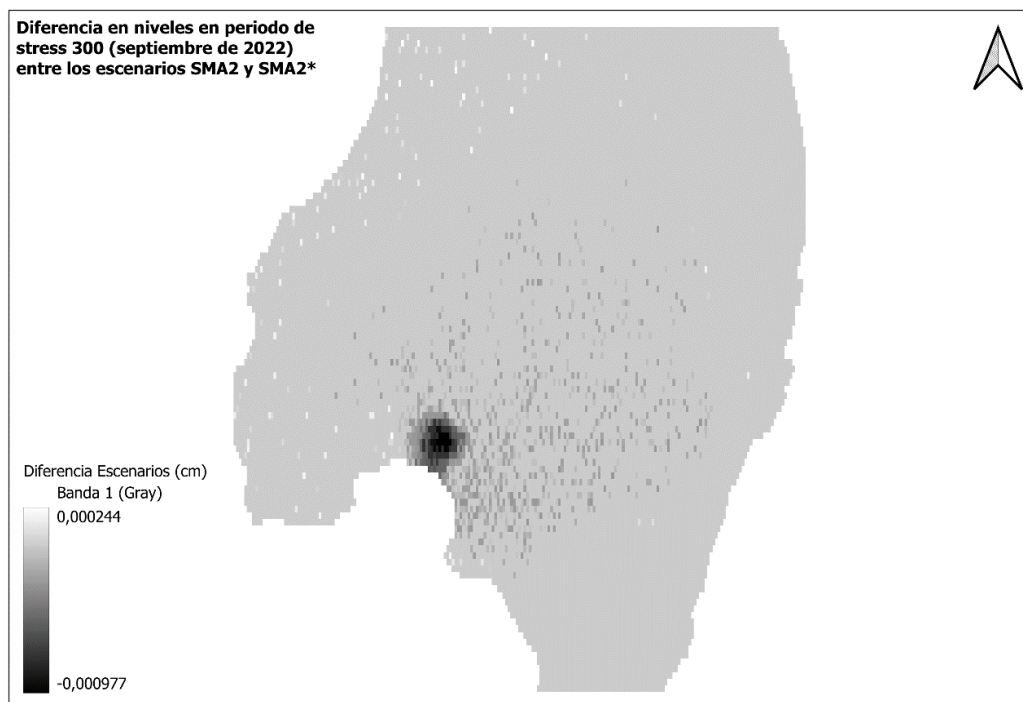 Diferencia en niveles en periodo de
stress 300 (septiembre de 2022)
entre los escenarios SMA2 y SMA2*
Diferencia Escenarios (cm)
Banda 1 (Gray)
0,000244
-0,000977